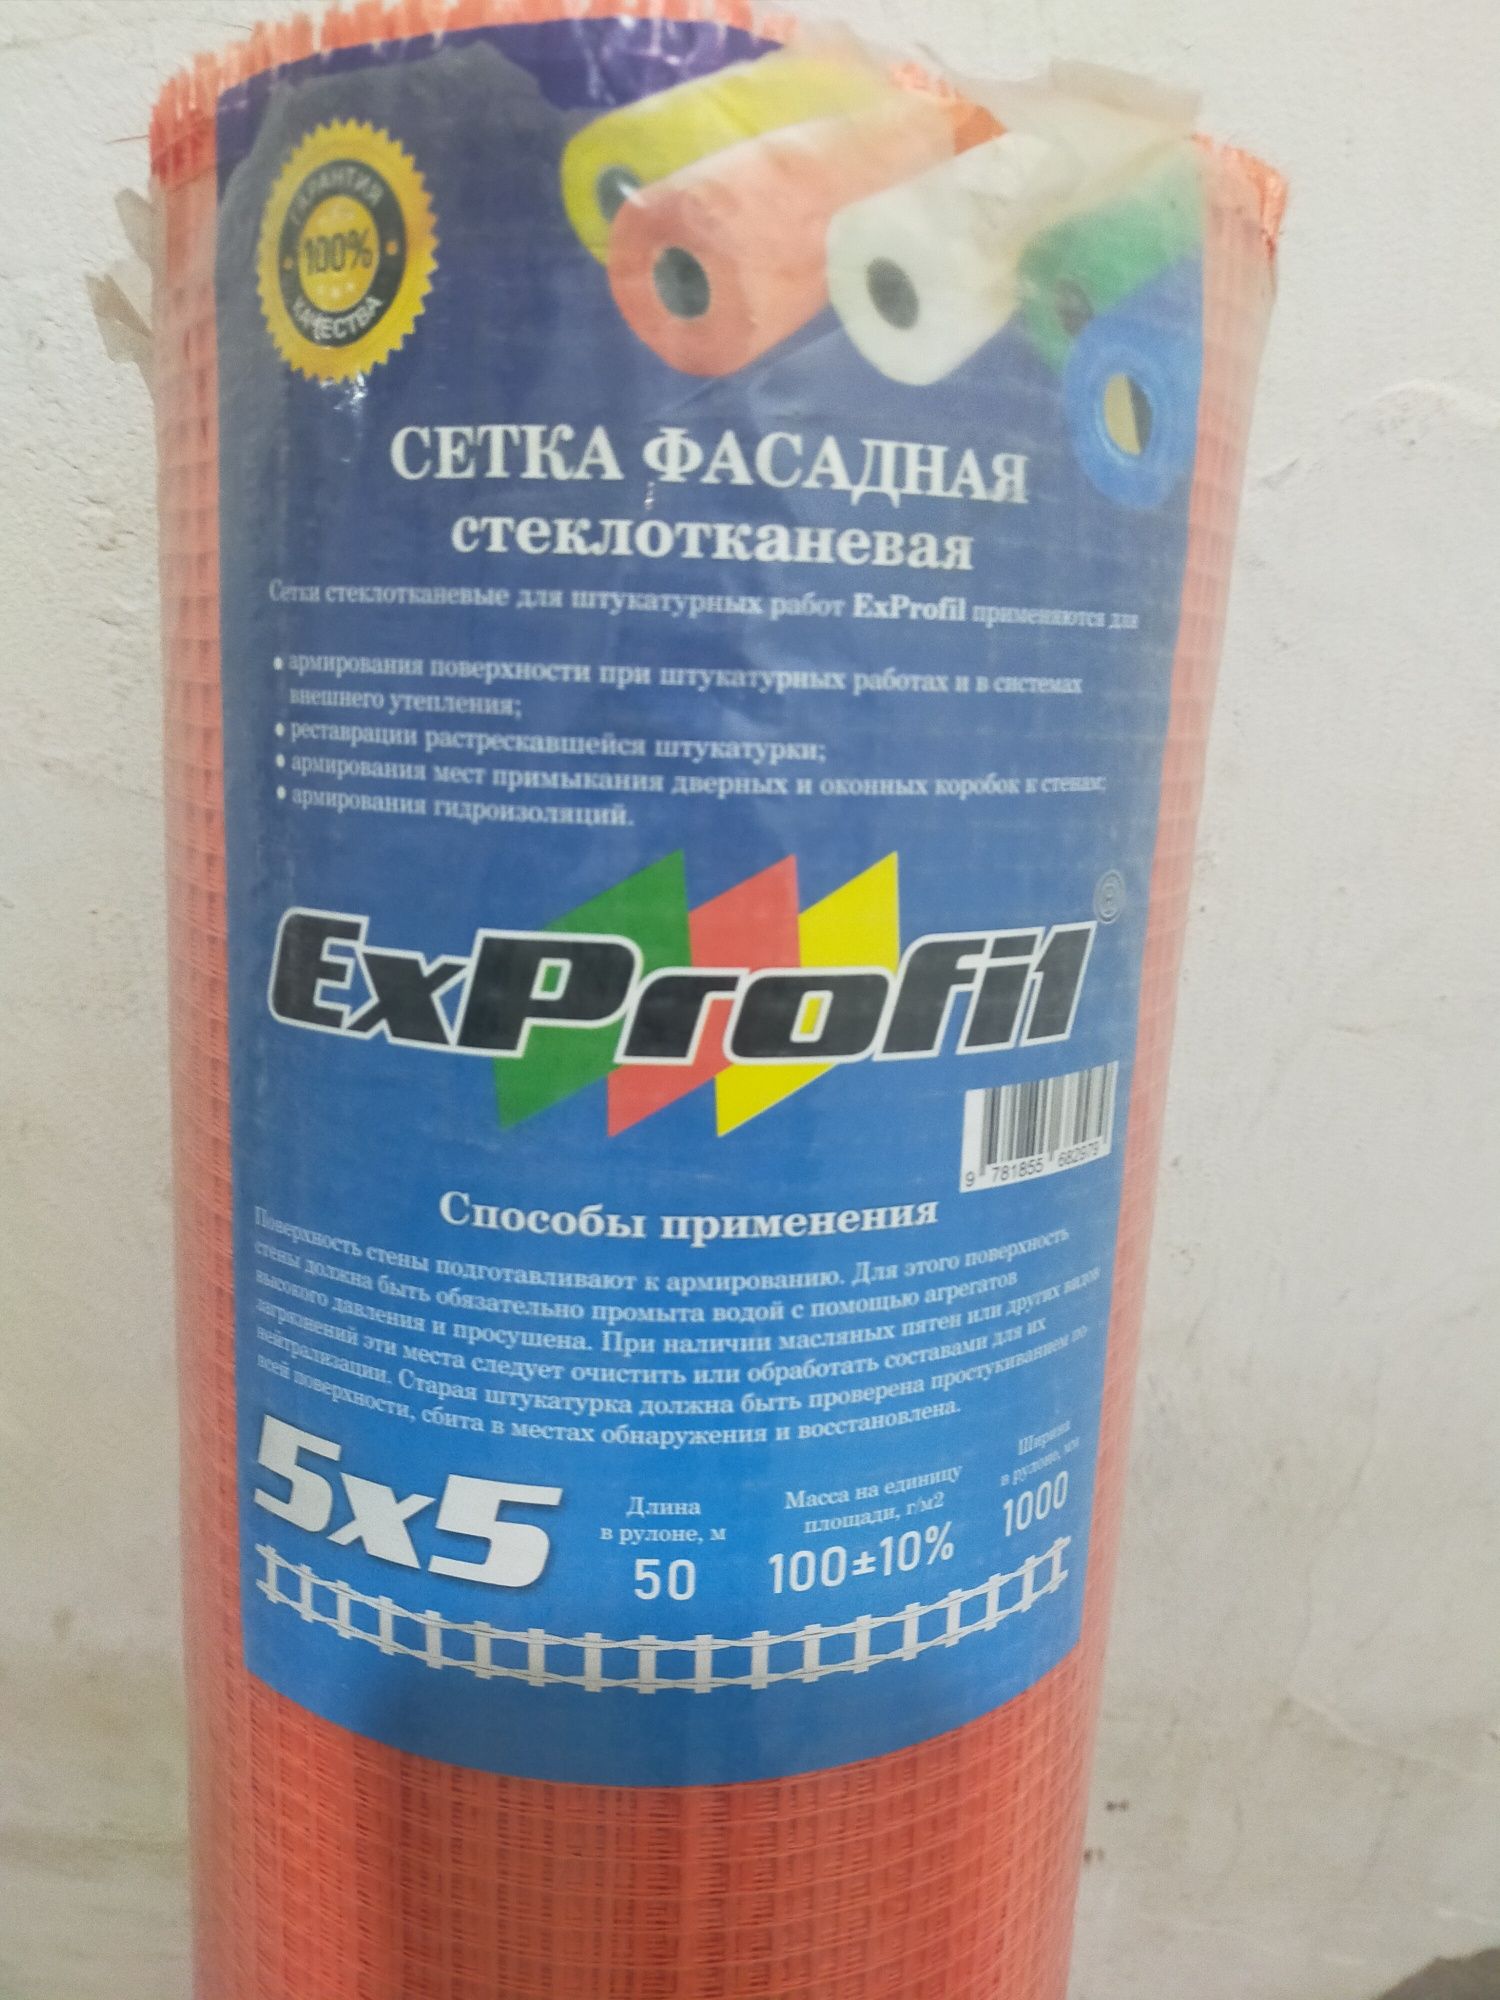 ГАРАНТИЯ
100%
КАЧЕСТВА
СЕТКА ФАСАДНАЯ
стеклотканевая
Сетки стеклотканевые для штукатурных работ ExProfil применяются для
• армирования поверхности при штукатурных работах и в системах
внешнего утепления;
• реставрации растрескавшейся штукатурки;
• армирования мест примыкания дверных и оконных коробок к стенам;
• армирования гидроизоляций.
ExProfil®
9 781855 682979
Способы применения
Поверхность стены подготавливают к армированию. Для этого поверхность
стены должна быть обязательно промыта водой с помощью агрегатов
высокого давления и просушена. При наличии масляных пятен или других видов
загрязнений эти места следует очистить или обработать составами для их
нейтрализации. Старая штукатурка должна быть проверена простукиванием по
всей поверхности, сбита в местах обнаружения и восстановлена.
5x5
Длина
в рулоне, м
50
Масса на единицу
площади, г/м2
100±10%
Ширина
в рулоне, мм
1000